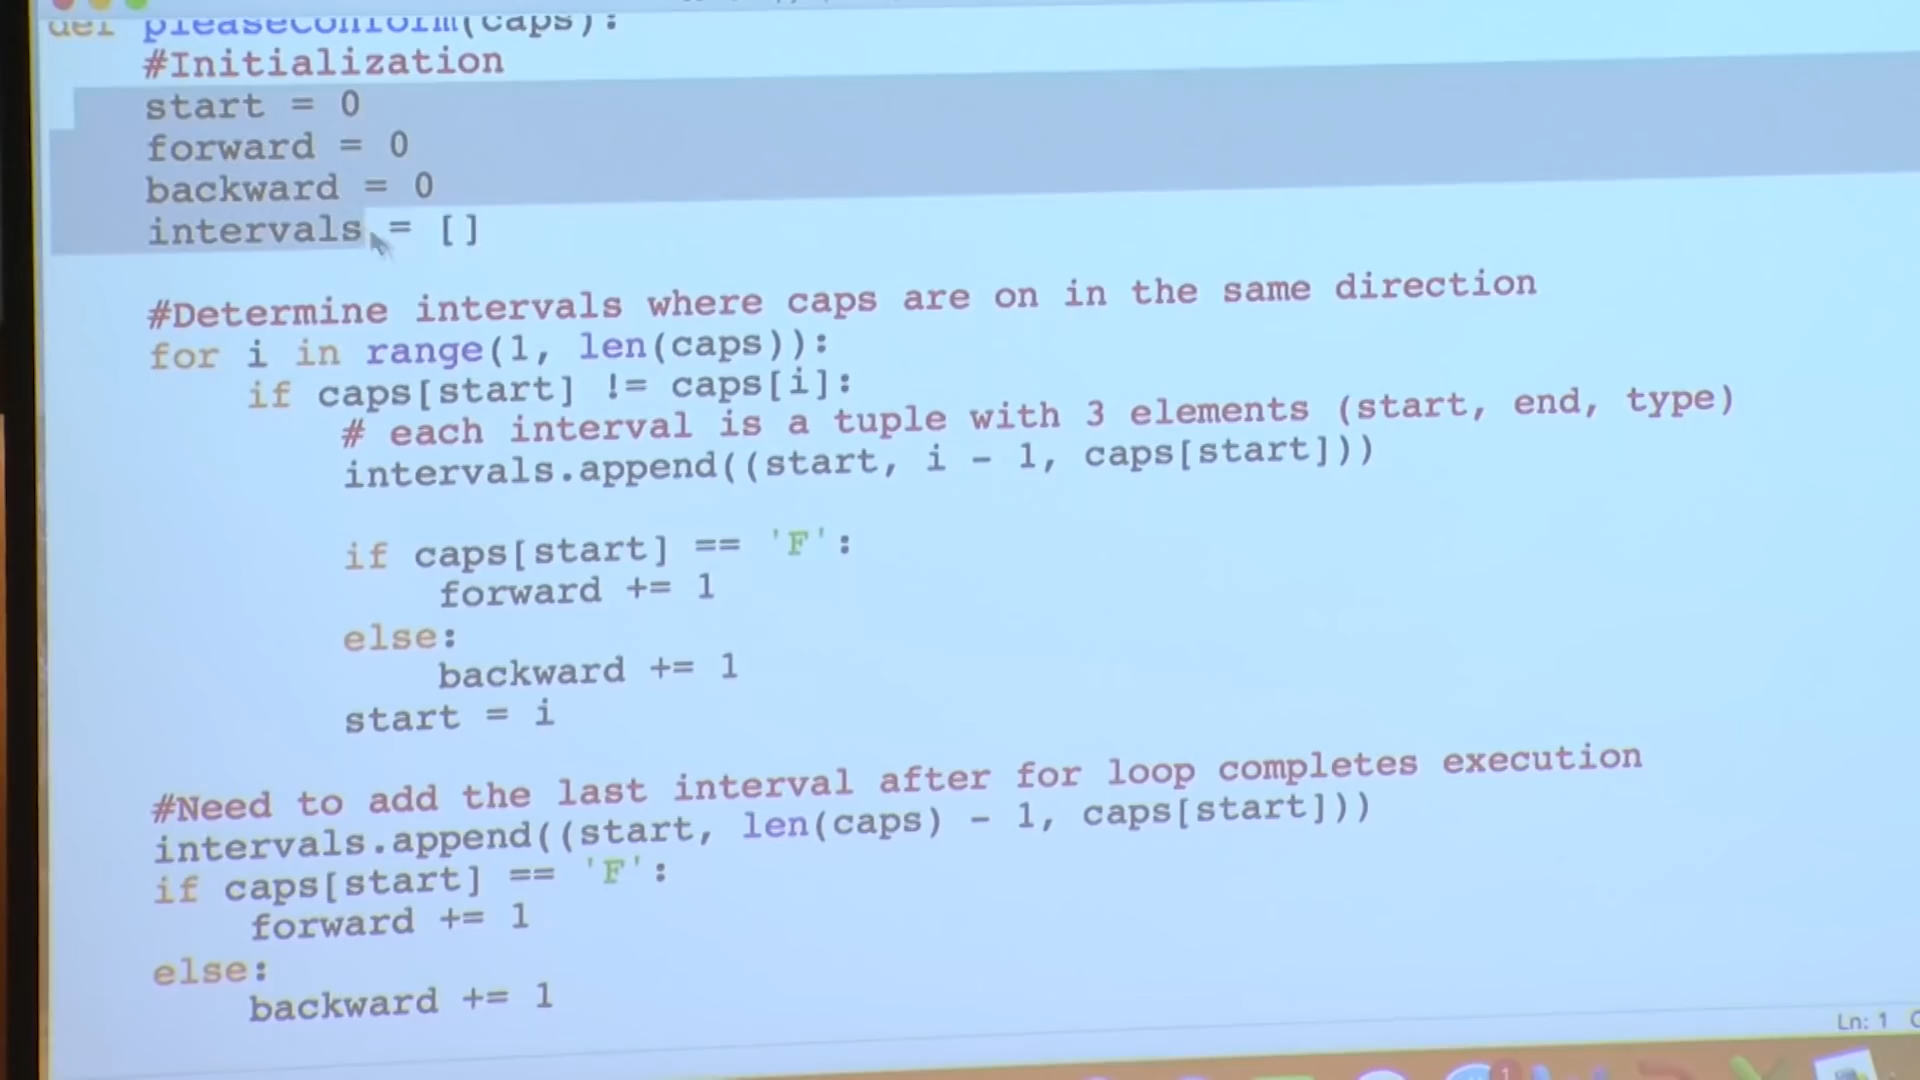 def pleaseConform(caps):
#Initialization
start = 0
forward = 0
backward = 0
intervals = []
#Determine intervals where caps are on in the same direction
for i in range(1, len(caps)):
if caps[start] != caps[i]:
# each interval is a tuple with 3 elements (start, end, type)
intervals.append((start, i - 1, caps[start]))
if caps[start] == 'F':
forward += 1
else:
backward += 1
start = i
#Need to add the last interval after for loop completes execution
intervals.append((start, len(caps) - 1, caps[start]))
if caps[start] == 'F':
forward += 1
else:
backward += 1
Ln: 1
1